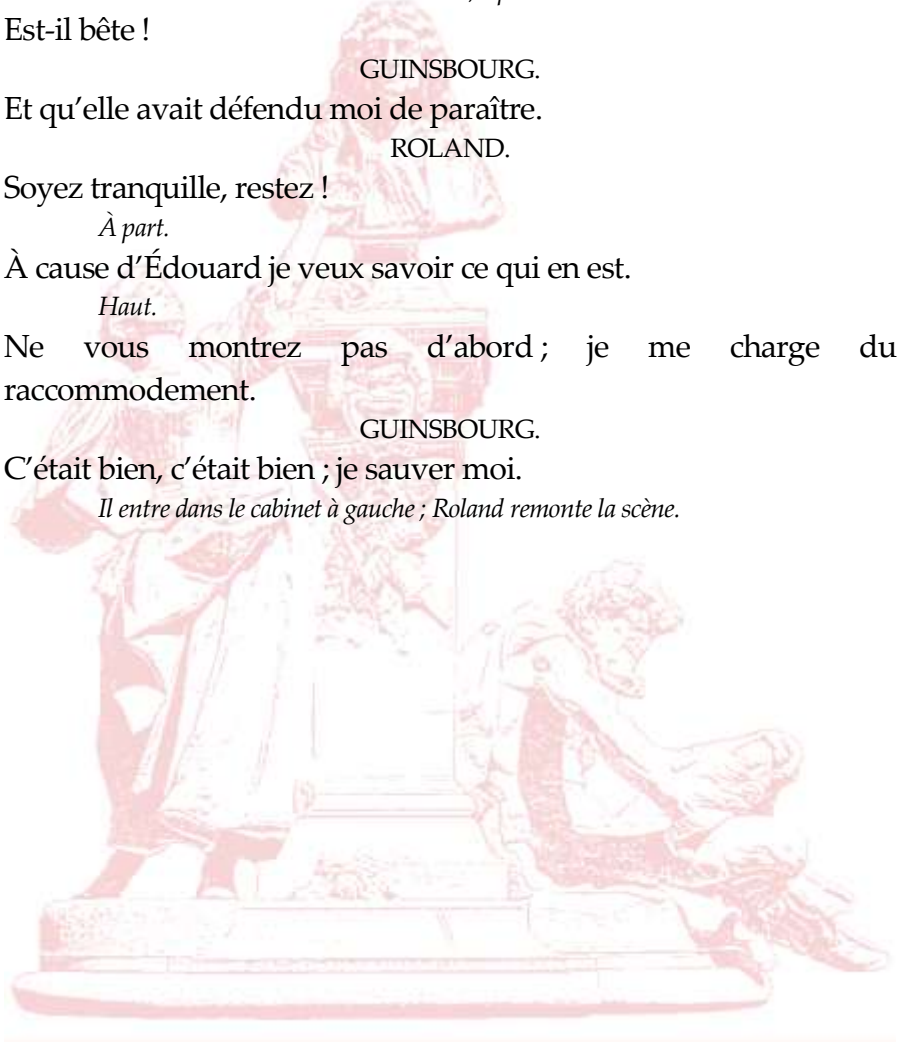 Est-il bête !
GUINSBOURG.
Et qu’elle avait défendu moi de paraître.
ROLAND.
Soyez tranquille, restez !
À part.
À cause d’Édouard je veux savoir ce qui en est.
Haut.
Ne vous montrez pas d’abord ; je me charge du
raccommodement.
GUINSBOURG.
C’était bien, c’était bien ; je sauver moi.
Il entre dans le cabinet à gauche ; Roland remonte la scène.